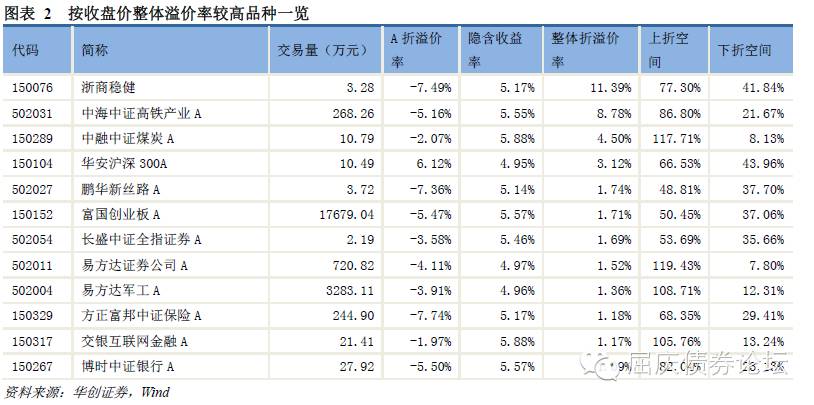 图表 2 按收盘价整体溢价率较高品种一览
代码 简称 交易量（万元） A 折溢价率 隐含收益率 整体折溢价率 上折空间 下折空间
150076 浙商稳健 3.28 -7.49% 5.17% 11.39% 77.30% 41.84%
502031 中海中证高铁产业 A 268.26 -5.16% 5.55% 8.78% 86.80% 21.67%
150289 中融中证煤炭 A 10.79 -2.07% 5.88% 4.50% 117.71% 8.13%
150104 华安沪深 300A 10.49 6.12% 4.95% 3.12% 66.53% 43.96%
502027 鹏华新丝路 A 3.72 -7.36% 5.14% 1.74% 48.81% 37.70%
150152 富国创业板 A 17679.04 -5.47% 5.57% 1.71% 50.45% 37.06%
502054 长盛中证全指证券 A 2.19 -3.58% 5.46% 1.69% 53.69% 35.66%
502011 易方达证券公司 A 720.82 -4.11% 4.97% 1.52% 119.43% 7.80%
502004 易方达军工 A 3283.11 -3.91% 4.96% 1.36% 108.71% 12.31%
150329 方正富邦中证保险 A 244.90 -7.74% 5.17% 1.18% 68.35% 29.41%
150317 交银互联网金融 A 21.41 -1.97% 5.88% 1.17% 105.76% 13.24%
150267 博时中证银行 A 27.92 -5.50% 5.57% 82.04%
屈庆债券论坛
资料来源：华创证券，Wind